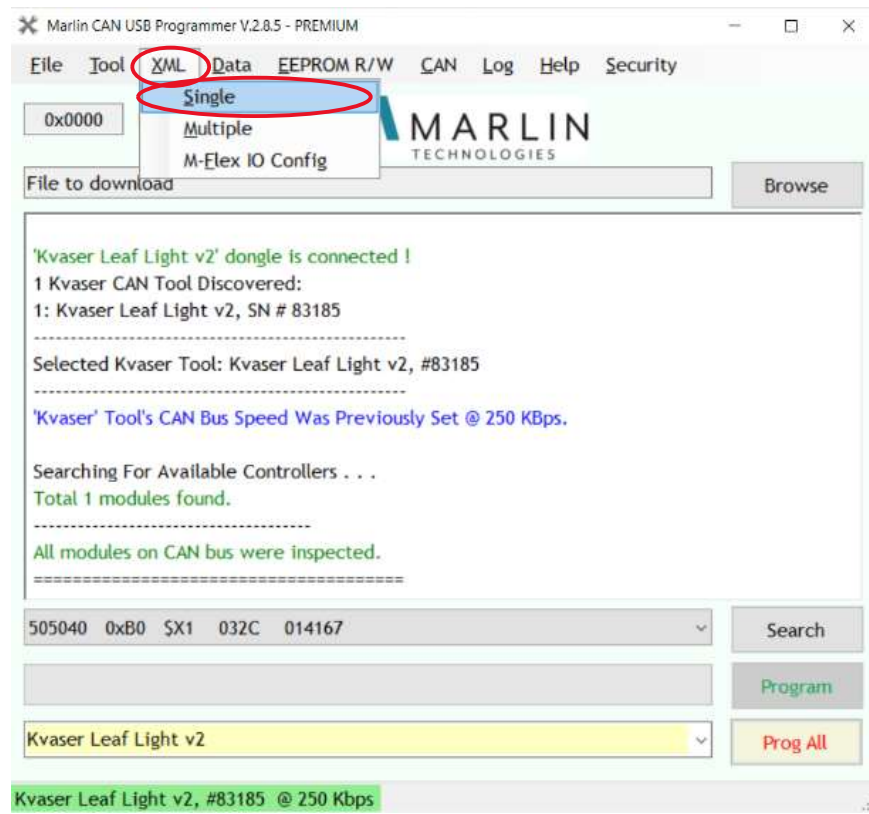 Marlin CAN USB Programmer V.2.8.5 - PREMIUM
File Tool XML Data EEPROM R/W CAN Log Help Security
Single
0x0000
Multiple
MARLIN
TECHNOLOGIES
M-Flex IO Config
File to download
Browse
'Kvaser Leaf Light v2' dongle is connected !
1 Kvaser CAN Tool Discovered:
1: Kvaser Leaf Light v2, SN # 83185
------------------------------------------------
Selected Kvaser Tool: Kvaser Leaf Light v2, #83185
------------------------------------------------
'Kvaser' Tool's CAN Bus Speed Was Previously Set @ 250 KBps.
Searching For Available Controllers . . .
Total 1 modules found.
------------------------------------
All modules on CAN bus were inspected.
======================================
505040 0xB0 $X1 032C 014167
Search
Program
Kvaser Leaf Light v2
Prog All
Kvaser Leaf Light v2, #83185 @ 250 Kbps